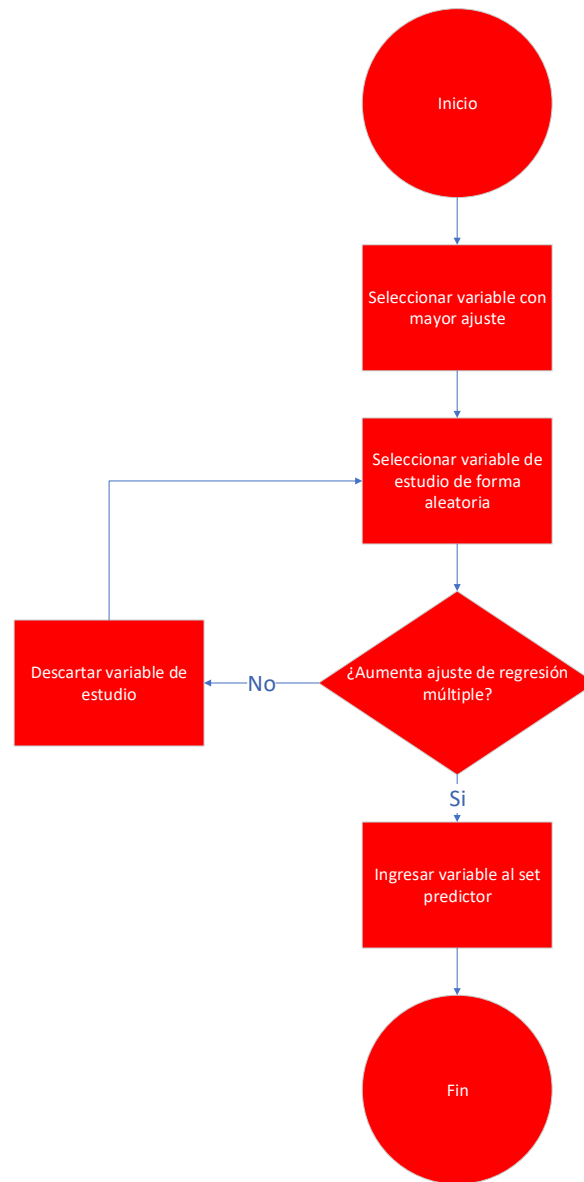 Inicio
Seleccionar variable con
mayor ajuste
Seleccionar variable de
estudio de forma
aleatoria
¿Aumenta ajuste de regresión
múltiple?
No
Descartar variable de
estudio
Si
Ingresar variable al set
predictor
Fin